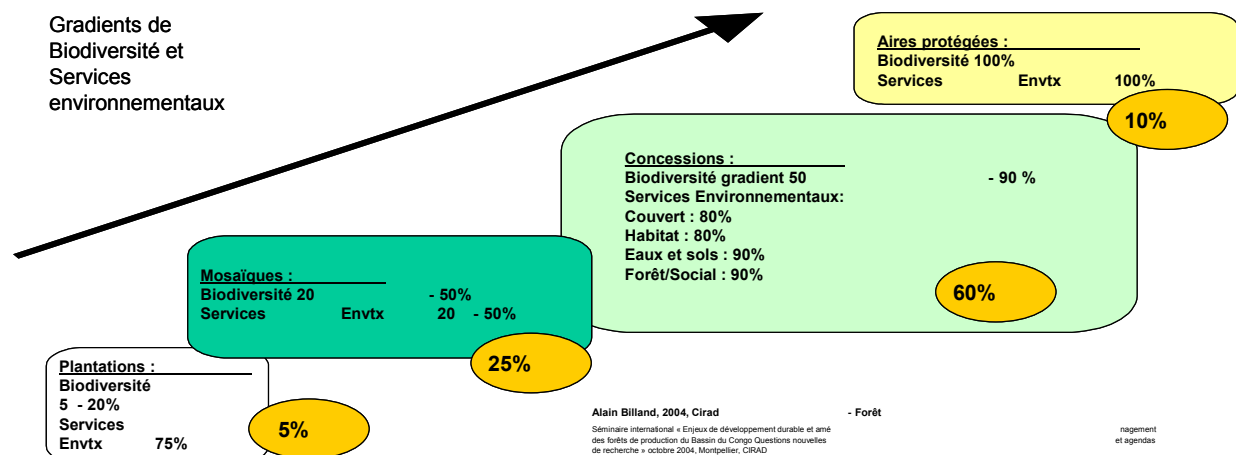 Gradients de
Biodiversité et
Services
environnementaux
Aires protégées :
Biodiversité 100%
Services Envtx 100%
10%
Concessions :
Biodiversité gradient 50 - 90 %
Services Environnementaux:
Couvert : 80%
Habitat : 80%
Eaux et sols : 90%
Forêt/Social : 90%
60%
Mosaïques :
Biodiversité 20 - 50%
Services Envtx 20 - 50%
25%
Plantations :
Biodiversité
5 - 20%
Services
Envtx 75%
5%
Alain Billand, 2004, Cirad - Forêt
Séminaire international « Enjeux de développement durable et amé nagement
des forêts de production du Bassin du Congo Questions nouvelles et agendas
de recherche » octobre 2004, Montpellier, CIRAD